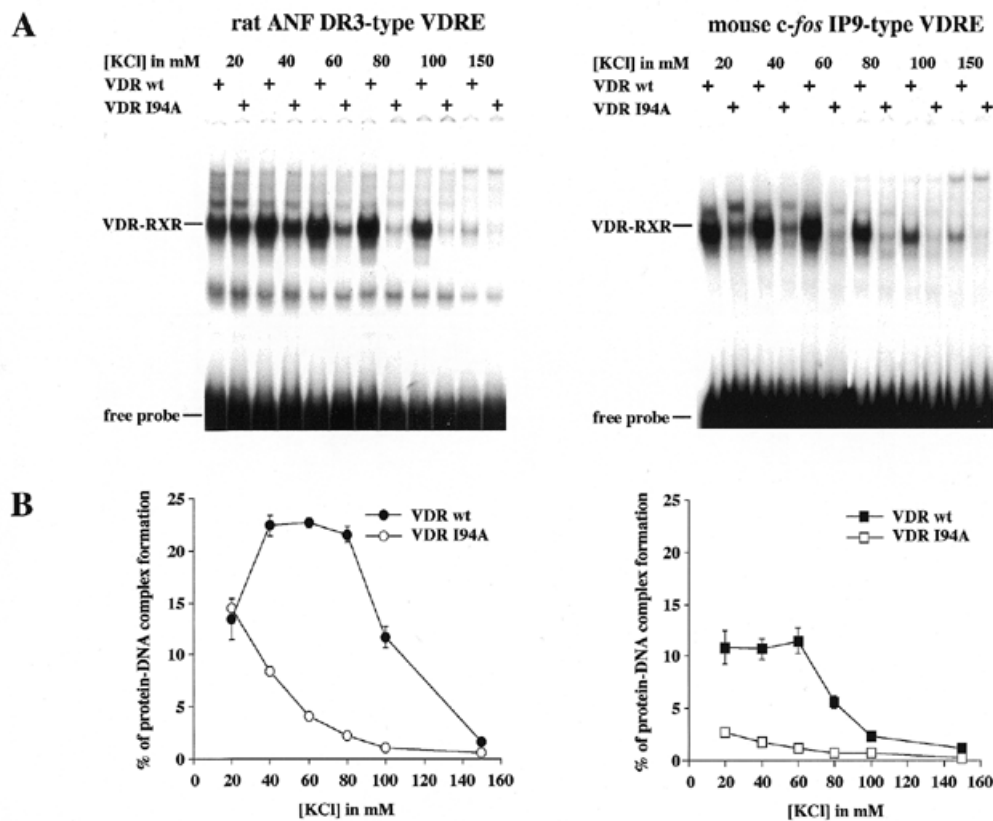 A
rat ANF DR3-type VDRE
[KCl] in mM 20 40 60 80 100 150
VDR wt + + + + + +
VDR I94A + + + + + +
VDR-RXR
free probe
mouse c-fos IP9-type VDRE
[KCl] in mM 20 40 60 80 100 150
VDR wt + + + + + +
VDR I94A + + + + + +
VDR-RXR
free probe
B
% of protein-DNA complex formation
25
20
15
10
5
0
VDR wt
VDR I94A
0 20 40 60 80 100 120 140 160
[KCl] in mM
% of protein-DNA complex formation
25
20
15
10
5
0
VDR wt
VDR I94A
0 20 40 60 80 100 120 140 160
[KCl] in mM